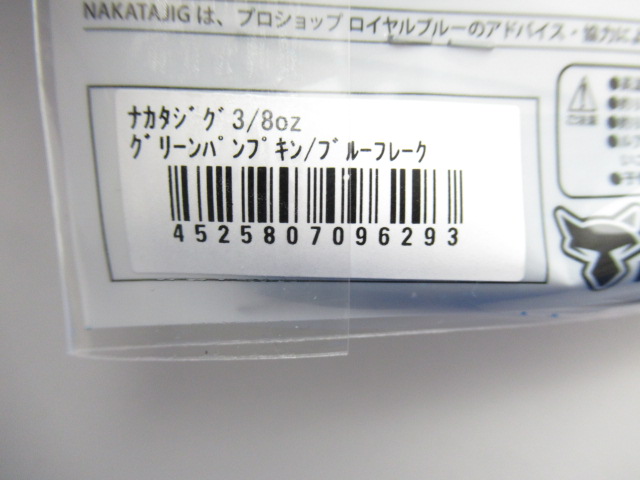 NAKATAJIGは、プロショップ ロイヤルブルーのアドバイス・協力によ
ﾅｶﾀｼﾞｸﾞ3/8oz
ｸﾞﾘｰﾝﾊﾟﾝﾌﾟｷﾝ/ﾌﾞﾙｰﾌﾚｰｸ
4525807096293
ご注意